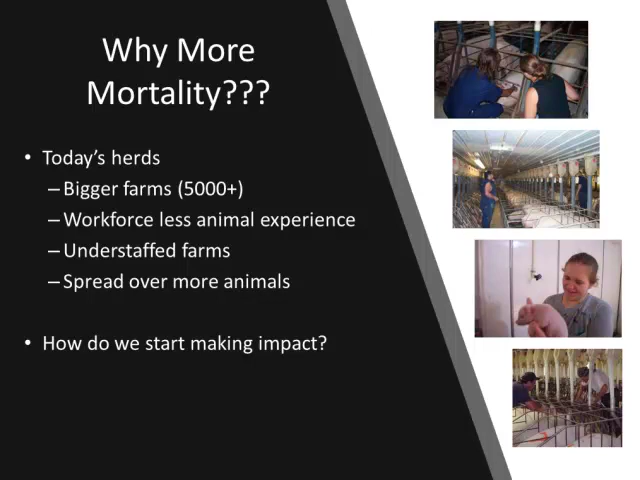 Why More
Mortality???
• Today's herds
– Bigger farms (5000+)
– Workforce less animal experience
– Understaffed farms
– Spread over more animals
• How do we start making impact?